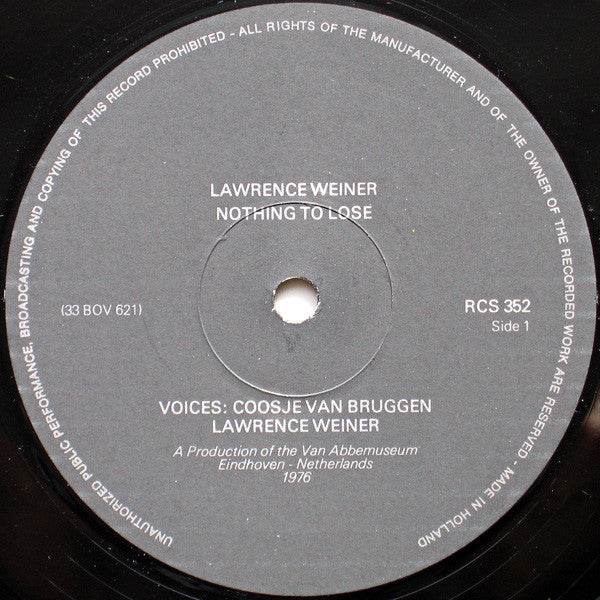 UNAUTHORIZED PUBLIC PERFORMANCE, BROADCASTING AND COPYING OF THIS RECORD PROHIBITED - ALL RIGHTS OF THE MANUFACTURER AND OF THE OWNER OF THE RECORDED WORK ARE RESERVED - MADE IN HOLLAND
LAWRENCE WEINER
NOTHING TO LOSE
(33 BOV 621)
RCS 352
Side 1
VOICES: COOSJE VAN BRUGGEN
LAWRENCE WEINER
A Production of the Van Abbemuseum
Eindhoven - Netherlands
1976